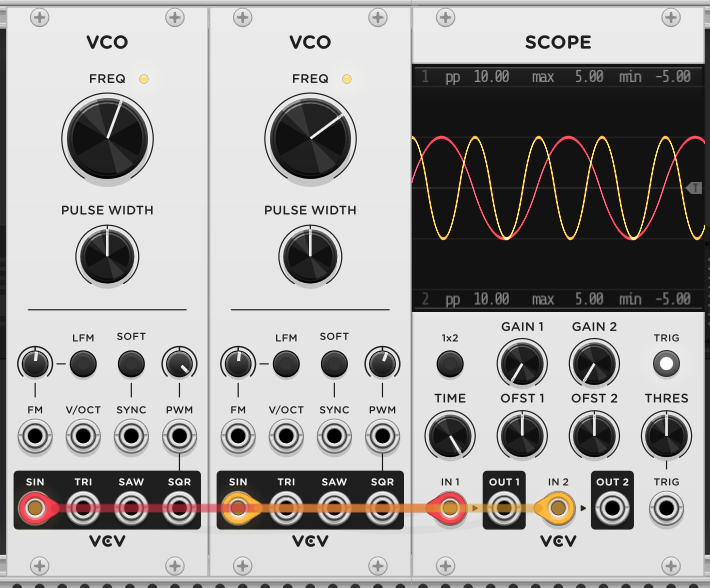 VCO
FREQ
PULSE WIDTH
LFM SOFT
FM V/OCT SYNC PWM
SIN TRI SAW SQR
VCV
VCO
FREQ
PULSE WIDTH
LFM SOFT
FM V/OCT SYNC PWM
SIN TRI SAW SQR
SCOPE
1 pp 10.00 max 5.00 min -5.00
T
2 pp 10.00 max 5.00 min -5.00
1x2 GAIN 1 GAIN 2 TRIG
TIME OFST 1 OFST 2 THRES
IN 1 OUT 1 IN 2 OUT 2 TRIG
VCV